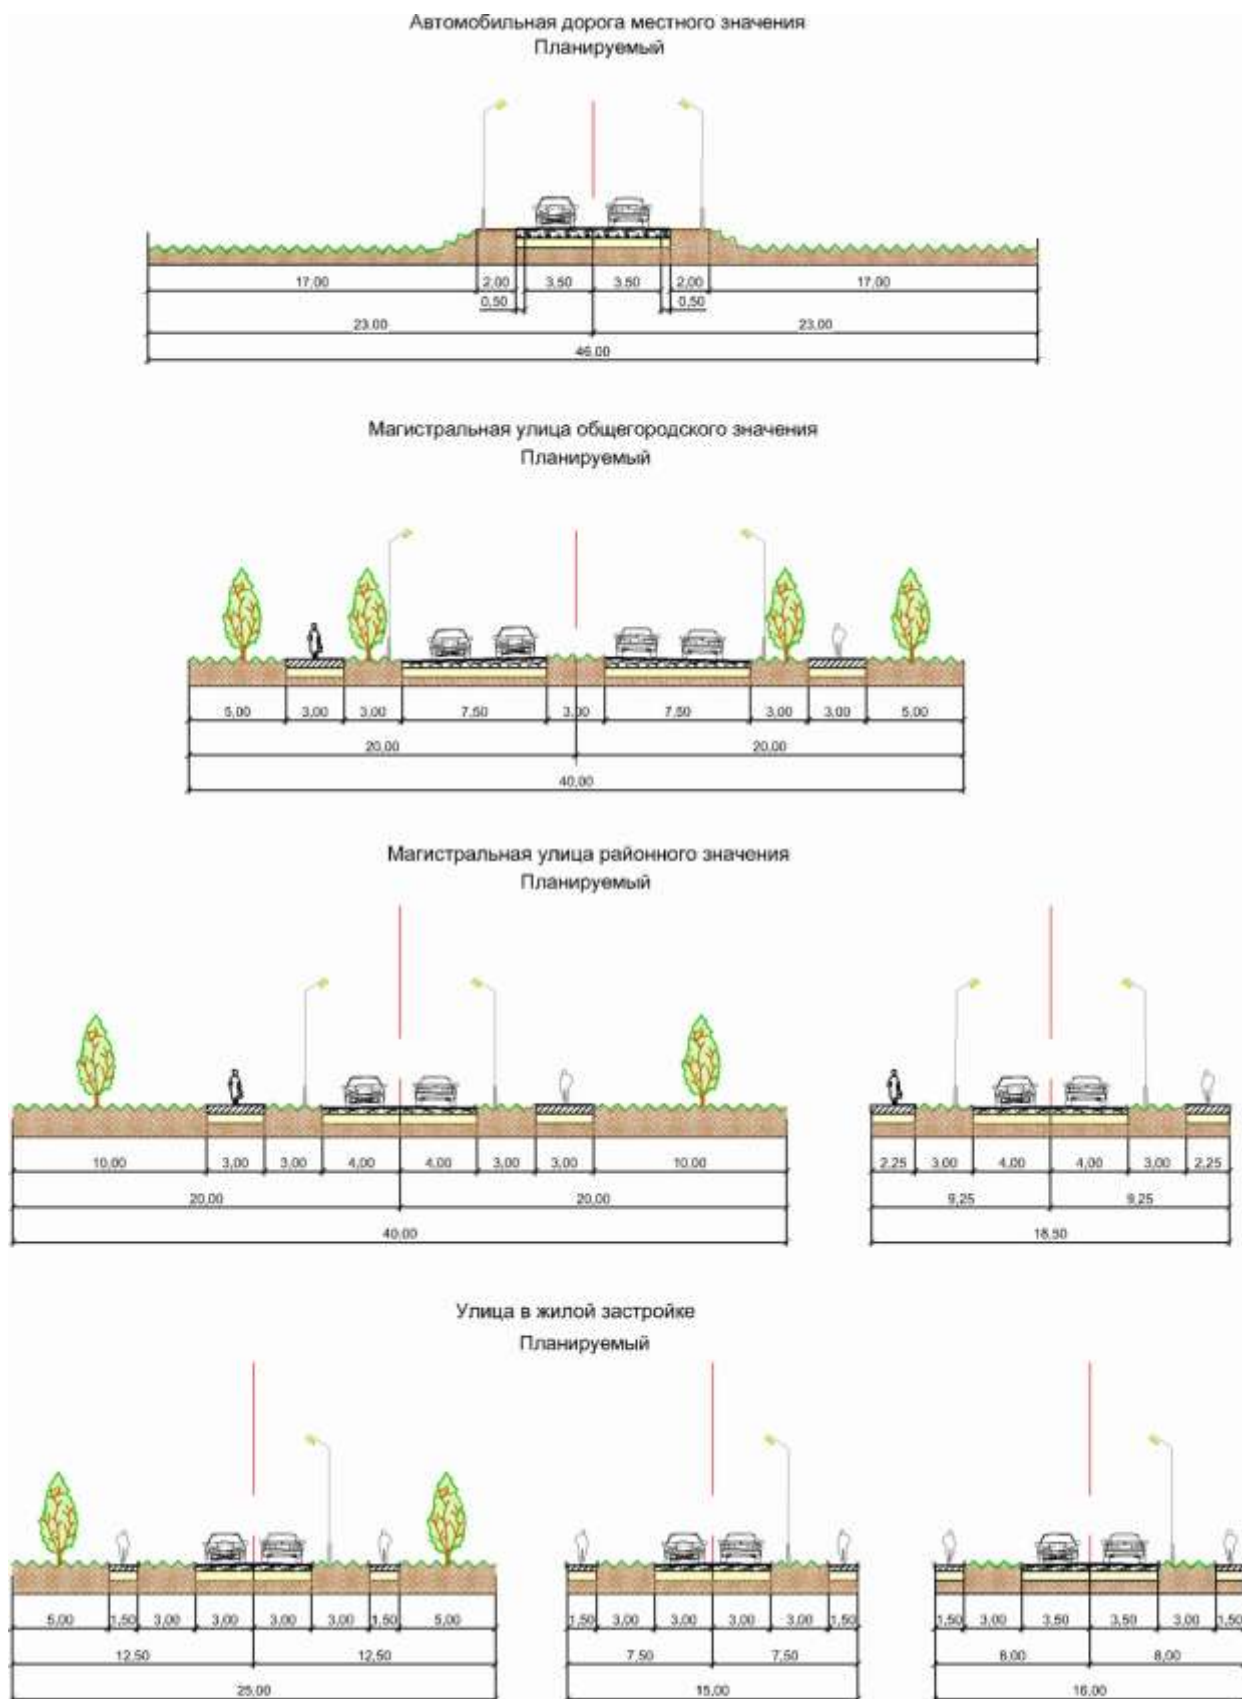 Автомобильная дорога местного значения
Планируемый
17,00 2,00 3,50 3,50 2,00 17,00
0,50 0,50
23,00 23,00
46,00
Магистральная улица общегородского значения
Планируемый
5,00 3,00 3,00 7,50 3,00 7,50 3,00 3,00 5,00
20,00 20,00
40,00
Магистральная улица районного значения
Планируемый
10,00 3,00 3,00 4,00 4,00 3,00 3,00 10,00
20,00 20,00
40,00
2,25 3,00 4,00 4,00 3,00 2,25
9,25 9,25
18,50
Улица в жилой застройке
Планируемый
5,00 1,50 3,00 3,00 3,00 3,00 1,50 5,00
12,50 12,50
25,00
1,50 3,00 3,00 3,00 3,00 1,50
7,50 7,50
15,00
1,50 3,00 3,50 3,50 3,00 1,50
8,00 8,00
16,00